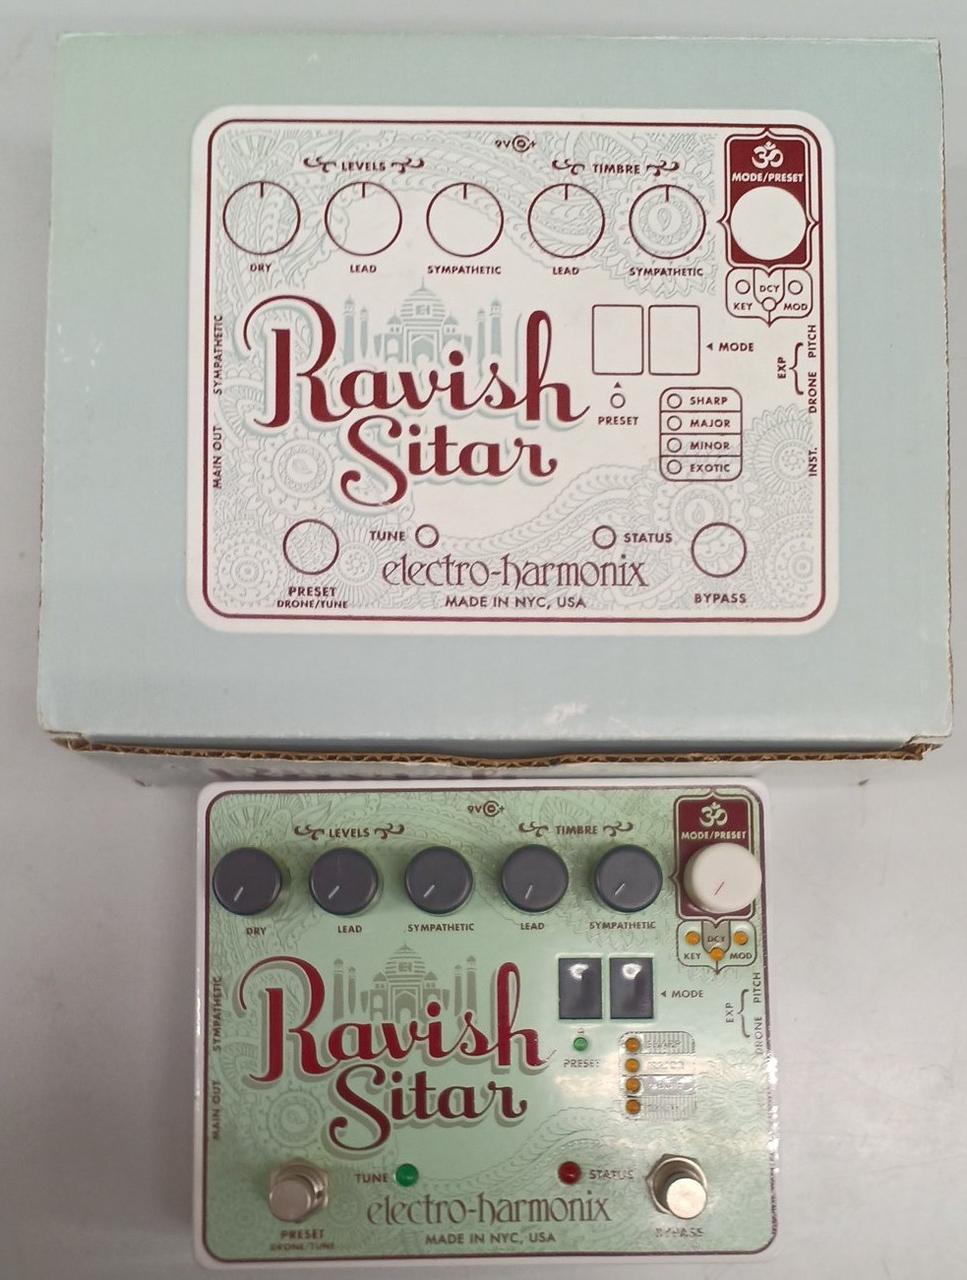 9V
LEVELS
TIMBRE
ॐ
MODE/PRESET
DRY
LEAD
SYMPATHETIC
LEAD
SYMPATHETIC
KEY
DCY
MOD
Ravish
Sitar
MODE
PRESET
SHARP
MAJOR
MINOR
EXOTIC
MAIN OUT SYMPATHETIC
EXP
DRONE PITCH
INST.
TUNE
STATUS
electro-harmonix
MADE IN NYC, USA
PRESET
DRONE/TUNE
BYPASS
9V
LEVELS
TIMBRE
ॐ
MODE/PRESET
DRY
LEAD
SYMPATHETIC
LEAD
SYMPATHETIC
KEY
DCY
MOD
Ravish
Sitar
MODE
PRESET
MAIN OUT SYMPATHETIC
EXP
DRONE PITCH
TUNE
STATUS
electro-harmonix
MADE IN NYC, USA
PRESET
DRONE/TUNE
BYPASS